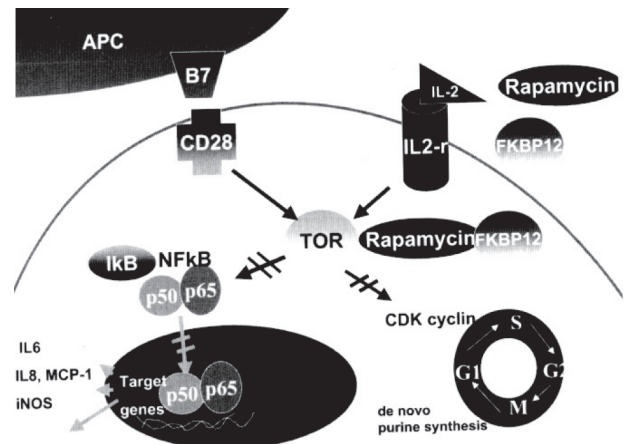 APC
B7
IL-2
Rapamycin
CD28
IL2-r
FKBP12
TOR
Rapamycin
FKBP12
IkB
NFkB
p50
p65
CDK cyclin
S
G1
G2
M
IL6
IL8, MCP-1
iNOS
Target
genes
p50
p65
de novo
purine synthesis